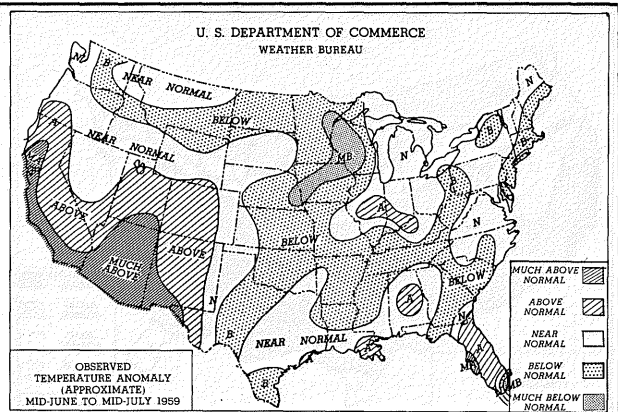 U. S. DEPARTMENT OF COMMERCE
WEATHER BUREAU
N
B
NEAR
NORMAL
N
BELOW
B
A
NEAR
NORMAL
MB
N
B
B
A
N
ABOVE
ABOVE
BELOW
MUCH
ABOVE
BELOW
A
N
N
B
NEAR NORMAL
A
A
A
B
MA
MB
OBSERVED
TEMPERATURE ANOMALY
(APPROXIMATE)
MID-JUNE TO MID-JULY 1959
MUCH ABOVE
NORMAL
ABOVE
NORMAL
NEAR
NORMAL
BELOW
NORMAL
MUCH BELOW
NORMAL